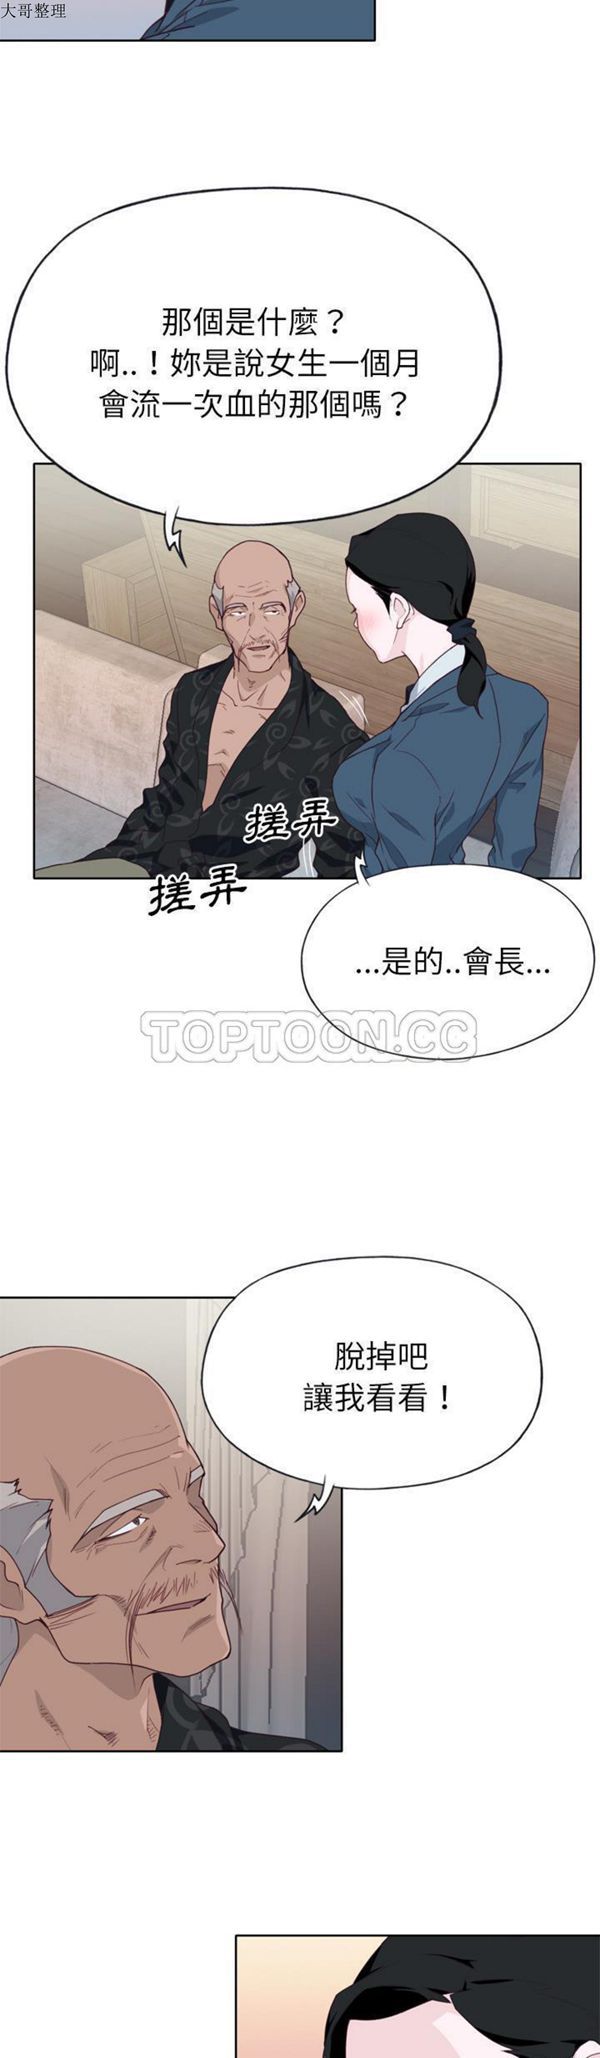 大哥整理
那個是什麼？
啊..！妳是說女生一個月
會流一次血的那個嗎？
搓弄
搓弄
...是的..會長...
TOPTOON.CC
脫掉吧
讓我看看！